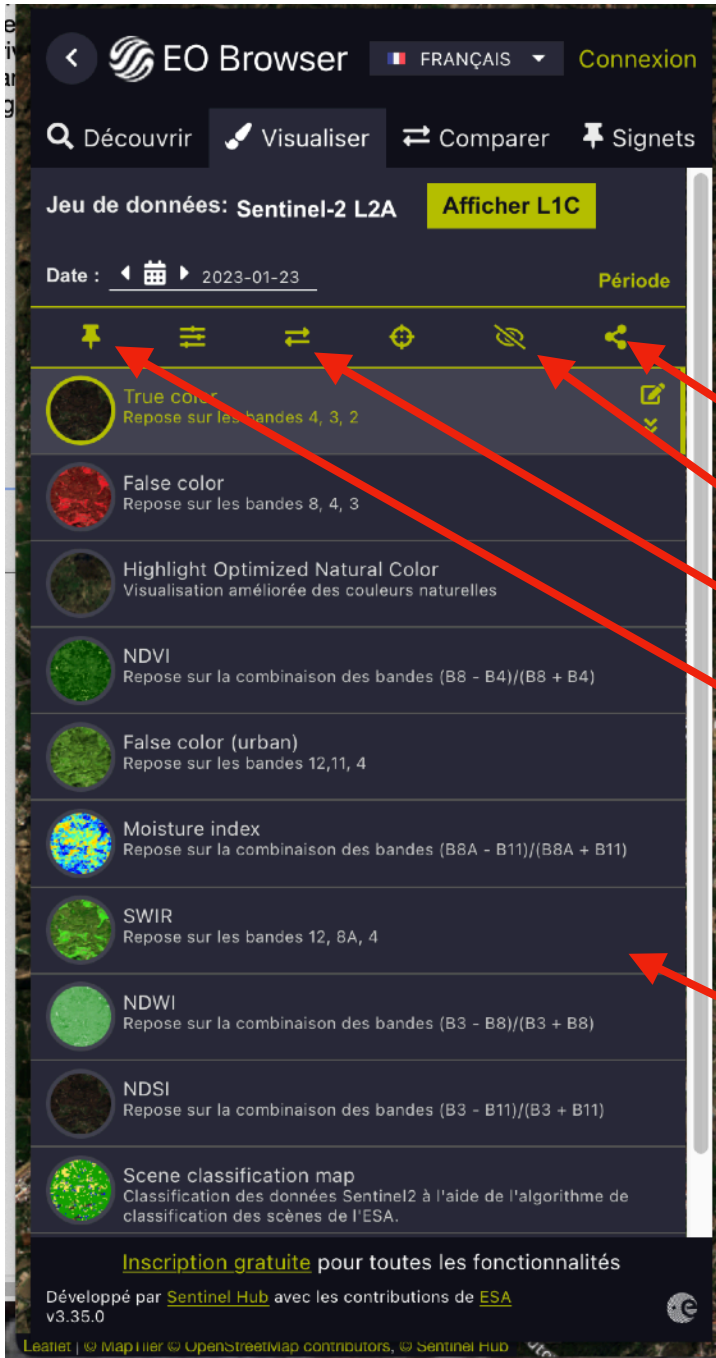 EO Browser FRANÇAIS Connexion
Découvrir Visualiser Comparer Signets
Jeu de données: Sentinel-2 L2A Afficher L1C
Date : 2023-01-23 Période
True color
Repose sur les bandes 4, 3, 2
False color
Repose sur les bandes 8, 4, 3
Highlight Optimized Natural Color
Visualisation améliorée des couleurs naturelles
NDVI
Repose sur la combinaison des bandes (B8 - B4)/(B8 + B4)
False color (urban)
Repose sur les bandes 12,11, 4
Moisture index
Repose sur la combinaison des bandes (B8A - B11)/(B8A + B11)
SWIR
Repose sur les bandes 12, 8A, 4
NDWI
Repose sur la combinaison des bandes (B3 - B8)/(B3 + B8)
NDSI
Repose sur la combinaison des bandes (B3 - B11)/(B3 + B11)
Scene classification map
Classification des données Sentinel2 à l'aide de l'algorithme de
classification des scènes de l'ESA.
Inscription gratuite pour toutes les fonctionnalités
Développé par Sentinel Hub avec les contributions de ESA
v3.35.0
Leaflet | © MapTiler © OpenStreetMap contributors, © Sentinel Hub